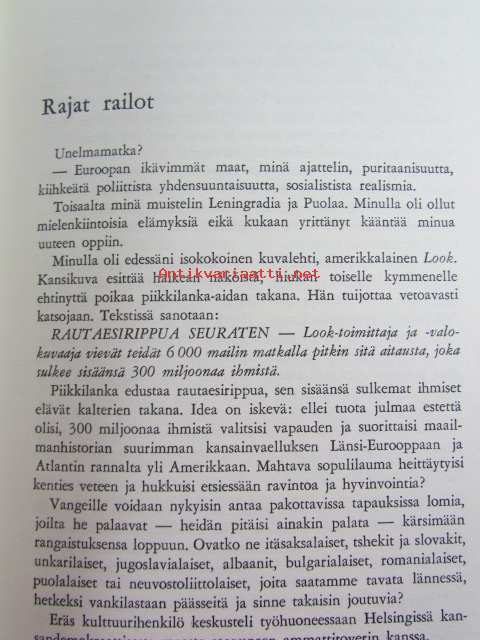 Rajat railot
Unelmamatka?
— Euroopan ikävimmät maat, minä ajattelin, puritaanisuutta,
kiihkeätä poliittista yhdensuuntaisuutta, sosialistista realismia.
Toisaalta minä muistelin Leningradia ja Puolaa. Minulla oli ollut
mielenkiintoisia elämyksiä eikä kukaan yrittänyt kääntää minua
uuteen oppiin.
Minulla oli edessäni isokokoinen kuvalehti, amerikkalainen Look.
Kansikuva esittää halkean näköistä, hiukan toiselle kymmenelle
Antikvariaatti.net
ehtinyttä poikaa piikkilanka-aidan takana. Hän tuijottaa vetoavasti
katsojaan. Tekstissä sanotaan:
RAUTAESIRIPPUA SEURATEN — Look-toimittaja ja -valo-
kuvaaja vievät teidät 6 000 mailin matkalla pitkin sitä aitausta, joka
sulkee sisäänsä 300 miljoonaa ihmistä.
Piikkilanka edustaa rautaesirippua, sen sisäänsä sulkemat ihmiset
elävät kalterien takana. Idea on iskevä: ellei tuota julmaa estettä
olisi, 300 miljoonaa ihmistä valitsisi vapauden ja suorittaisi maail-
manhistorian suurimman kansainvaelluksen Länsi-Eurooppaan ja
Atlantin rannalta yli Amerikkaan. Mahtava sopulilauma heittäytyisi
kenties veteen ja hukkuisi etsiessään ravintoa ja hyvinvointia?
Vangeille voidaan nykyisin antaa pakottavissa tapauksissa lomia,
joilta he palaavat — heidän pitäisi ainakin palata — kärsimään
rangaistuksensa loppuun. Ovatko ne itäsaksalaiset, tshekit ja slovakit,
unkarilaiset, jugoslavialaiset, albaanit, bulgarialaiset, romanialaiset,
puolalaiset tai neuvostoliittolaiset, joita saatamme tavata lännessä,
hetkeksi vankilastaan päässeitä ja sinne takaisin joutuvia?
Eräs kulttuurihenkilö keskusteli työhuoneessaan Helsingissä kan-